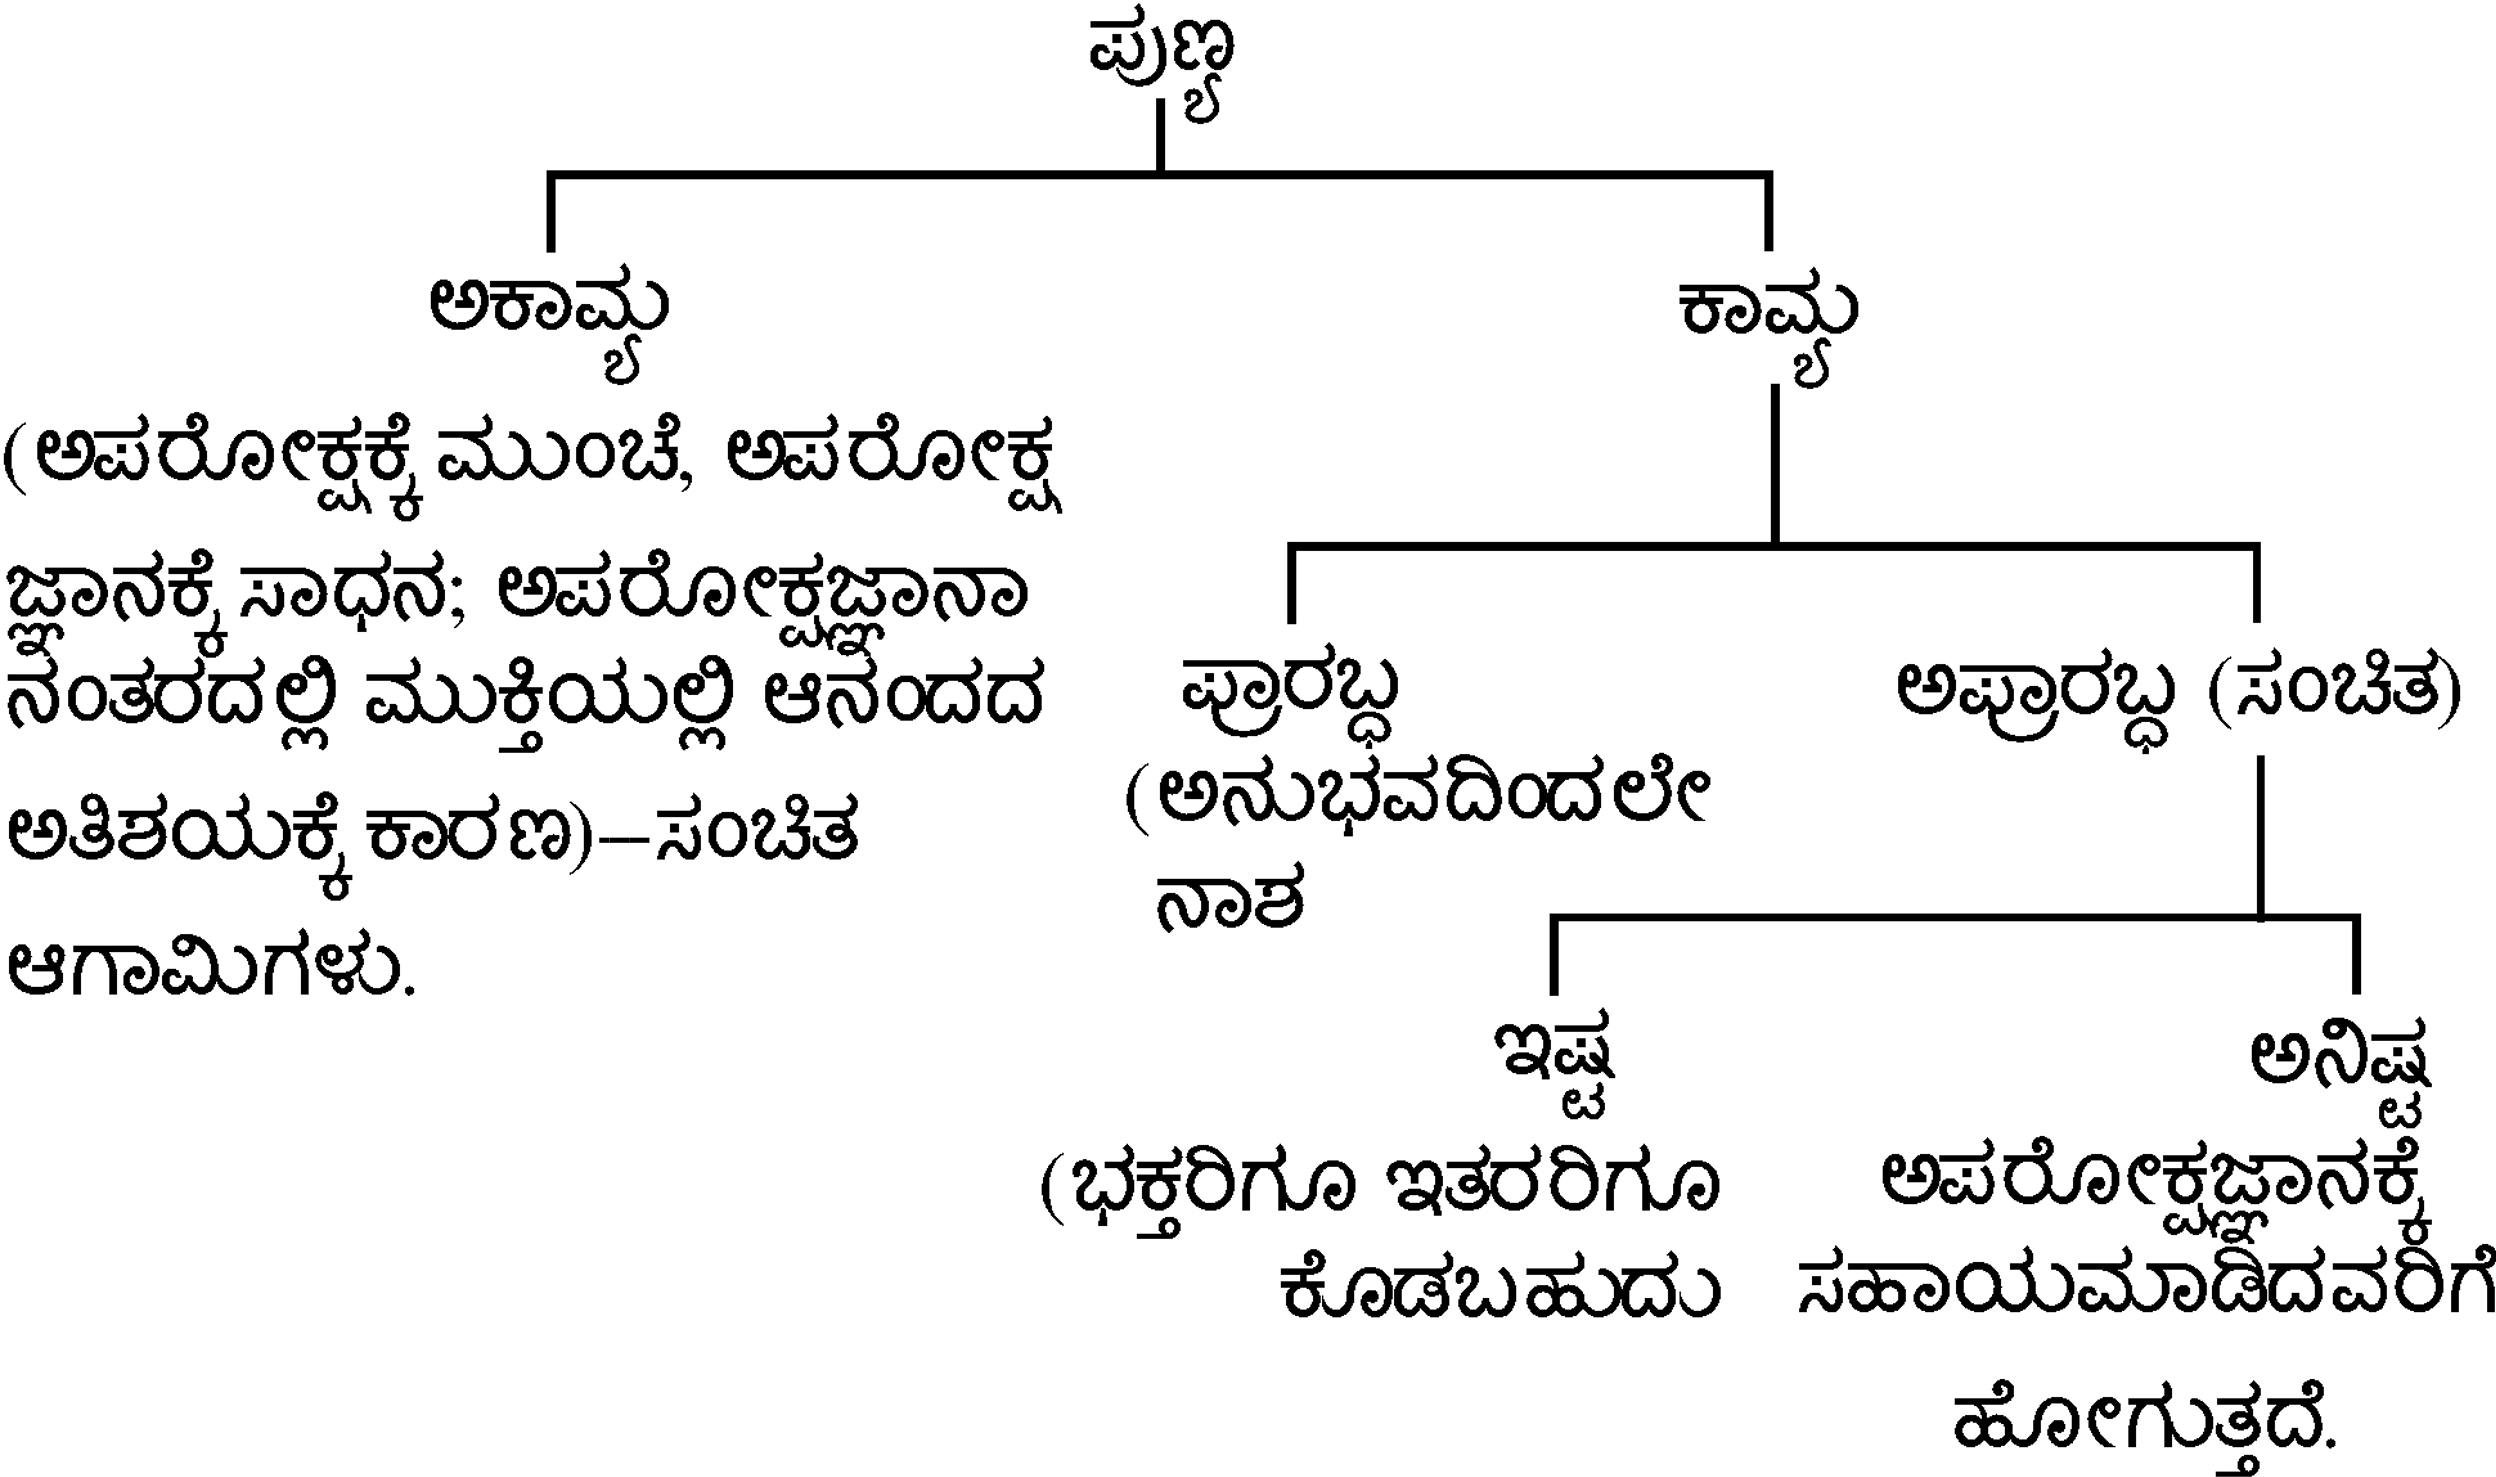 ಪುಣ್ಯ
ಅಕಾಮ್ಯ
ಕಾಮ್ಯ
(ಅಪರೋಕ್ಷಕ್ಕೆ ಮುಂಚೆ, ಅಪರೋಕ್ಷ
ಜ್ಞಾನಕ್ಕೆ ಸಾಧನ; ಅಪರೋಕ್ಷಜ್ಞಾನಾ
ನಂತರದಲ್ಲಿ ಮುಕ್ತಿಯಲ್ಲಿ ಆನಂದದ
ಅತಿಶಯಕ್ಕೆ ಕಾರಣ)—ಸಂಚಿತ
ಆಗಾಮಿಗಳು.
ಪ್ರಾರಬ್ಧ
(ಅನುಭವದಿಂದಲೇ
ನಾಶ
ಅಪ್ರಾರಬ್ಧ (ಸಂಚಿತ)
ಇಷ್ಟ
(ಭಕ್ತರಿಗೂ ಇತರರಿಗೂ
ಕೊಡಬಹುದು
ಅನಿಷ್ಟ
ಅಪರೋಕ್ಷಜ್ಞಾನಕ್ಕೆ
ಸಹಾಯಮಾಡಿದವರಿಗೆ
ಹೋಗುತ್ತದೆ.